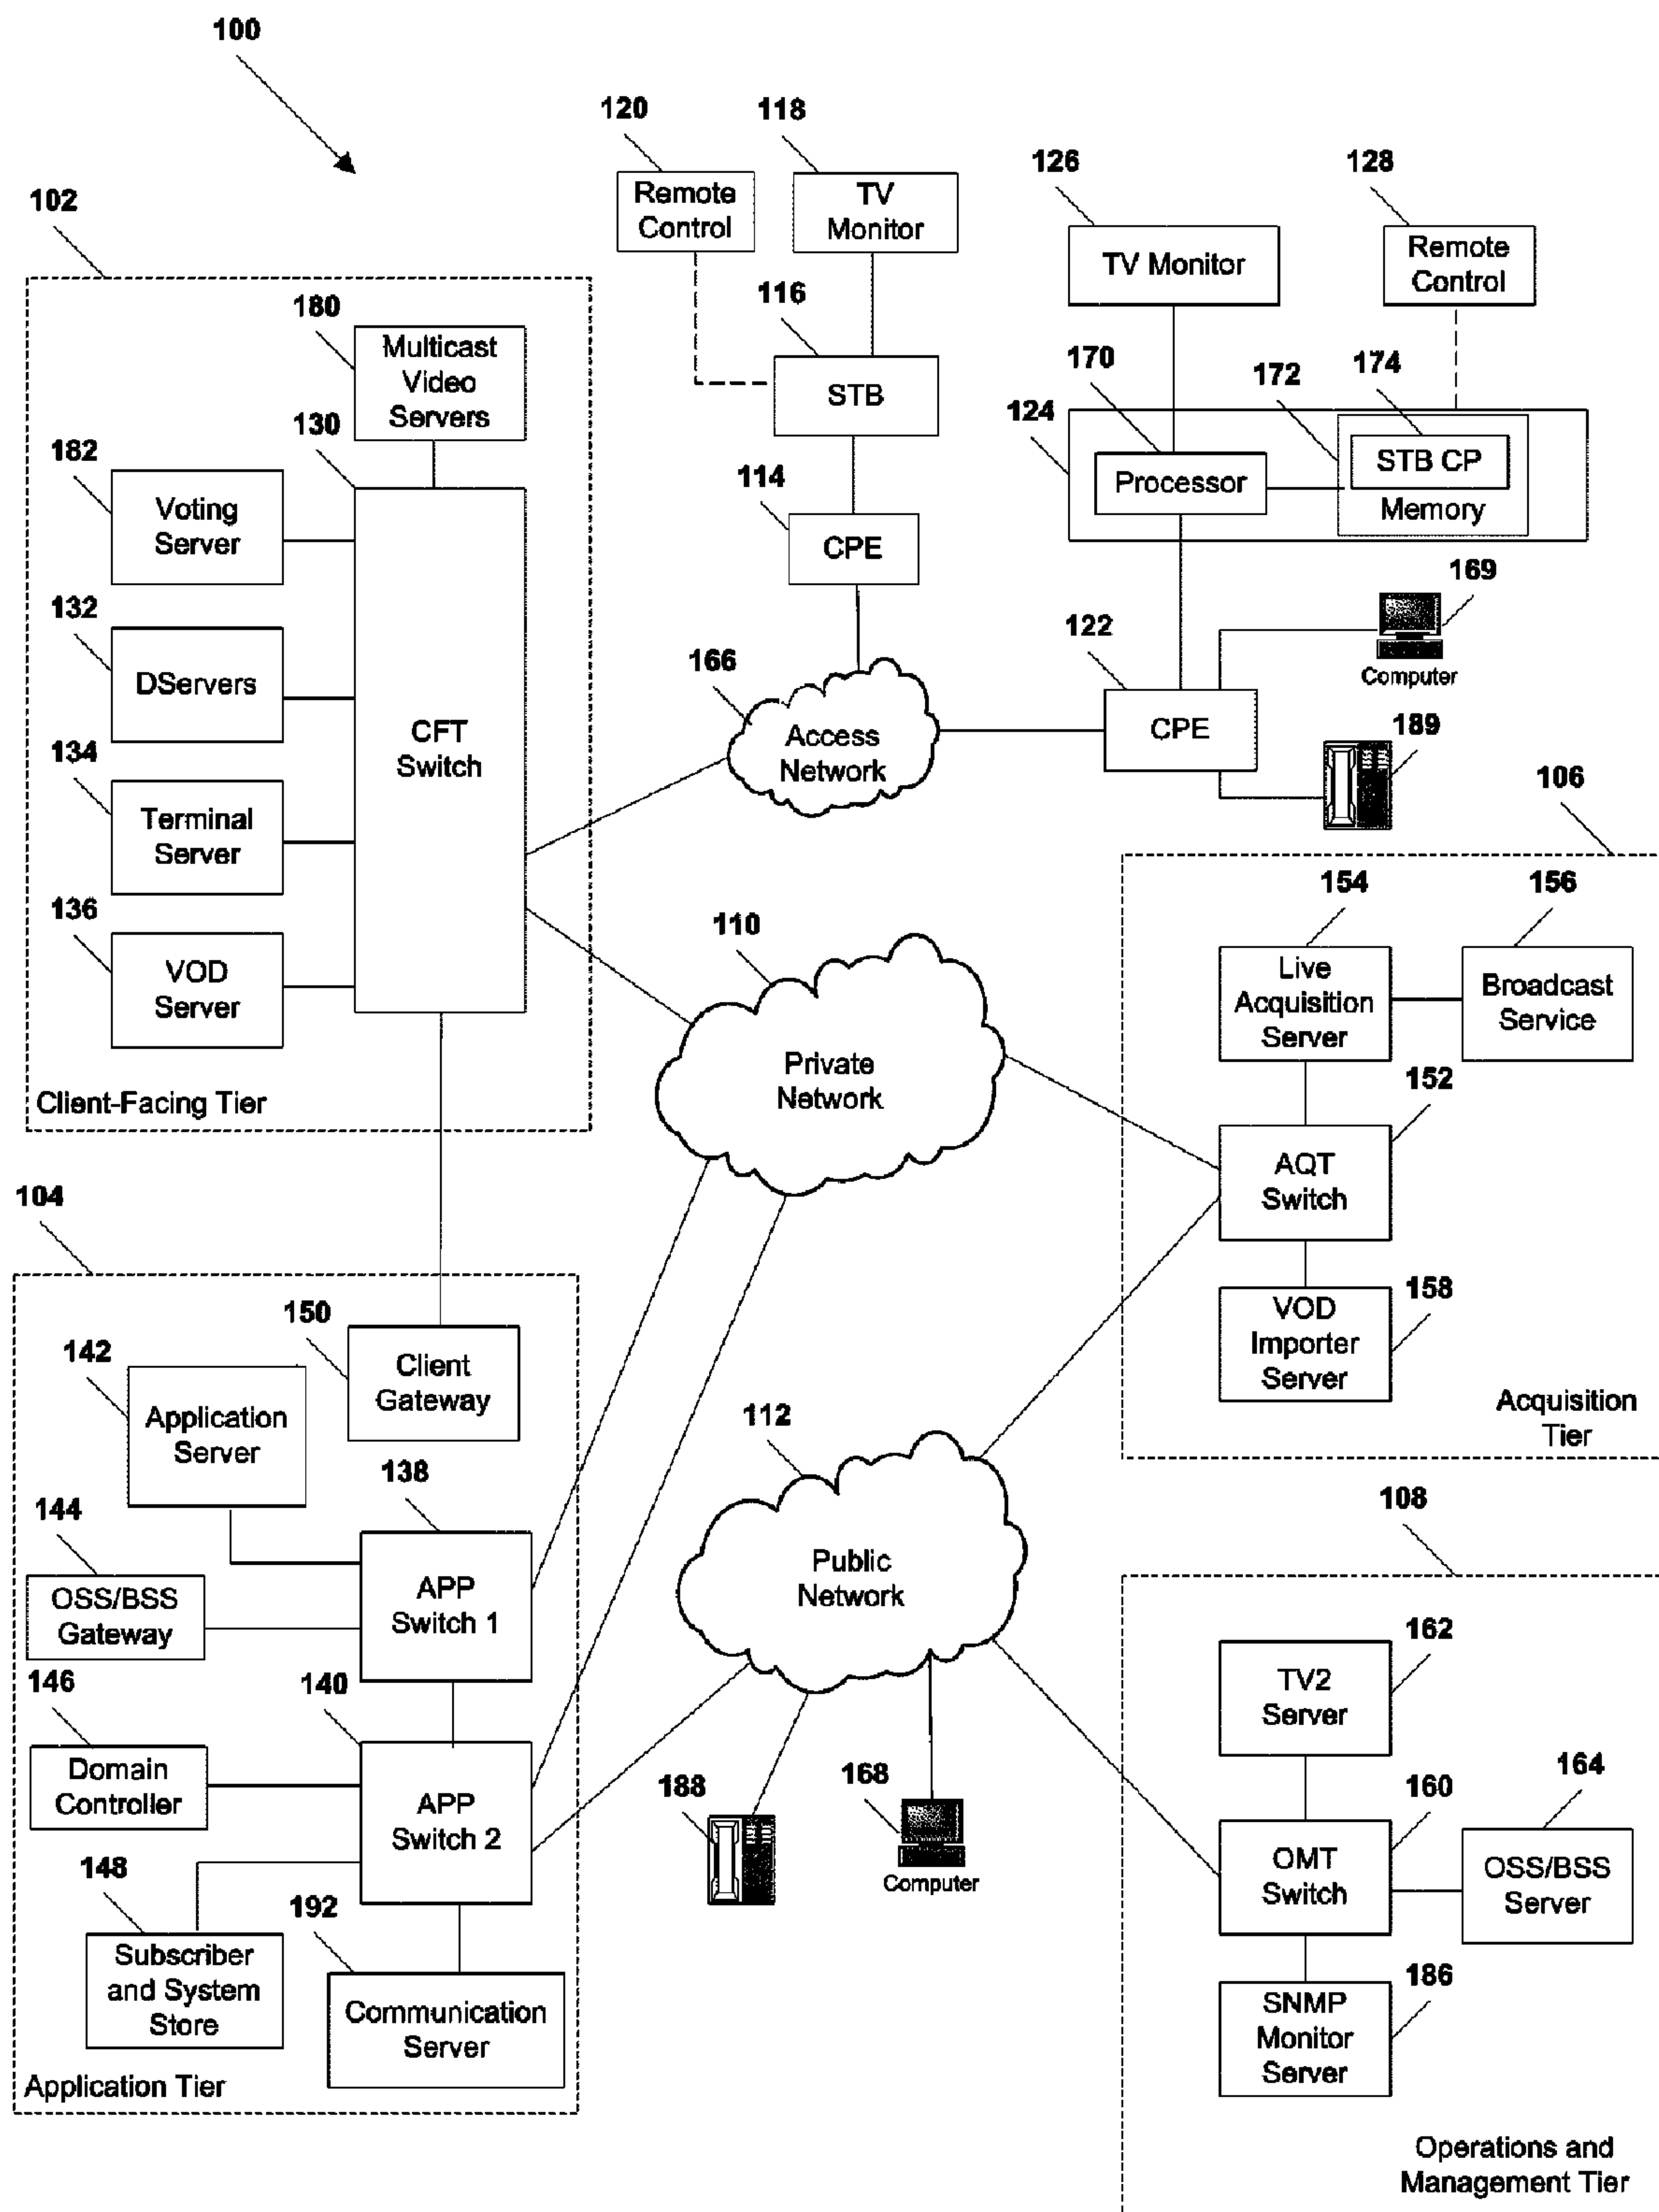 100
120
118
126
128
Remote
Control
TV
Monitor
TV Monitor
Remote
Control
102
180
Multicast
Video
Servers
116
STB
170
172
174
124
Processor
STB CP
Memory
130
182
Voting
Server
114
CPE
169
Computer
132
DServers
CFT
Switch
166
Access
Network
122
CPE
189
134
Terminal
Server
106
136
VOD
Server
Client-Facing Tier
110
Private
Network
154
156
Live
Acquisition
Server
Broadcast
Service
152
AQT
Switch
158
VOD
Importer
Server
Acquisition
Tier
104
150
Client
Gateway
142
Application
Server
138
112
144
OSS/BSS
Gateway
APP
Switch 1
Public
Network
108
146
140
Domain
Controller
APP
Switch 2
188
168
Computer
162
TV2
Server
160
164
OMT
Switch
OSS/BSS
Server
148
192
Subscriber
and System
Store
Communication
Server
Application Tier
186
SNMP
Monitor
Server
Operations and
Management Tier